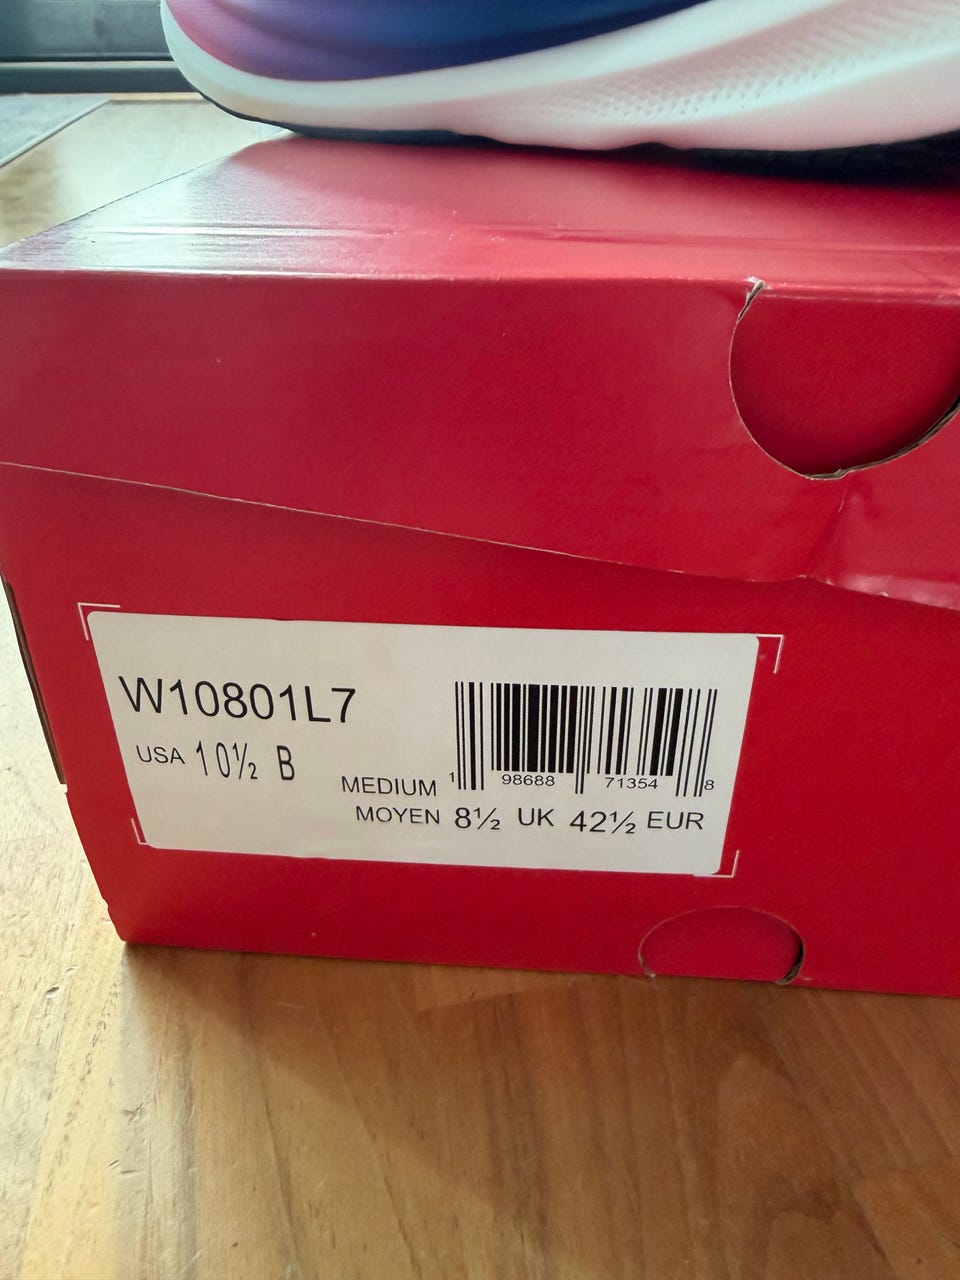 W10801L7
USA 10½ B
1 98688 71354 8
MEDIUM
MOYEN 8½ UK 42½ EUR